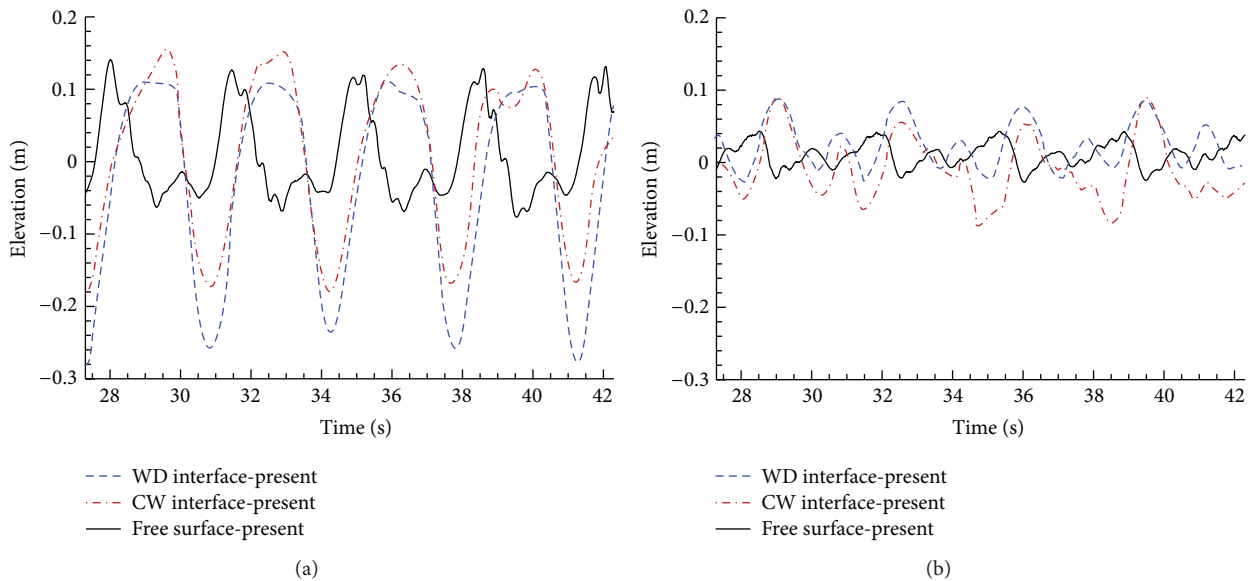 0.2
0.1
0
−0.1
−0.2
−0.3
Elevation (m)
28 30 32 34 36 38 40 42
Time (s)
WD interface-present
CW interface-present
Free surface-present
(a)
0.2
0.1
0
−0.1
−0.2
−0.3
Elevation (m)
28 30 32 34 36 38 40 42
Time (s)
WD interface-present
CW interface-present
Free surface-present
(b)